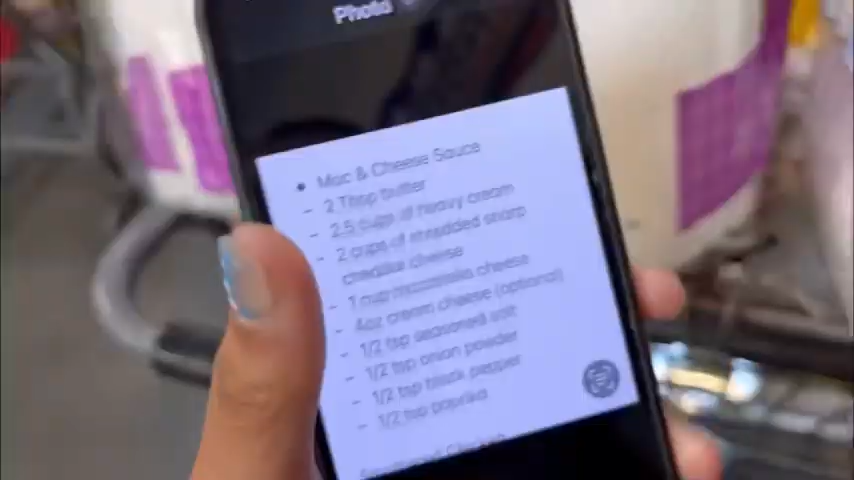 Photo
• Mac & Cheese Sauce
- 2 Tbsp butter
- 2.5 cups of heavy cream
- 2 cups of shredded sharp
cheddar cheese
- 1 cup mozzarella cheese
- 4oz cream cheese (optional)
- 1/2 tsp seasoned salt
- 1/2 tsp onion powder
- 1/2 tsp black pepper
- 1/2 tsp paprika